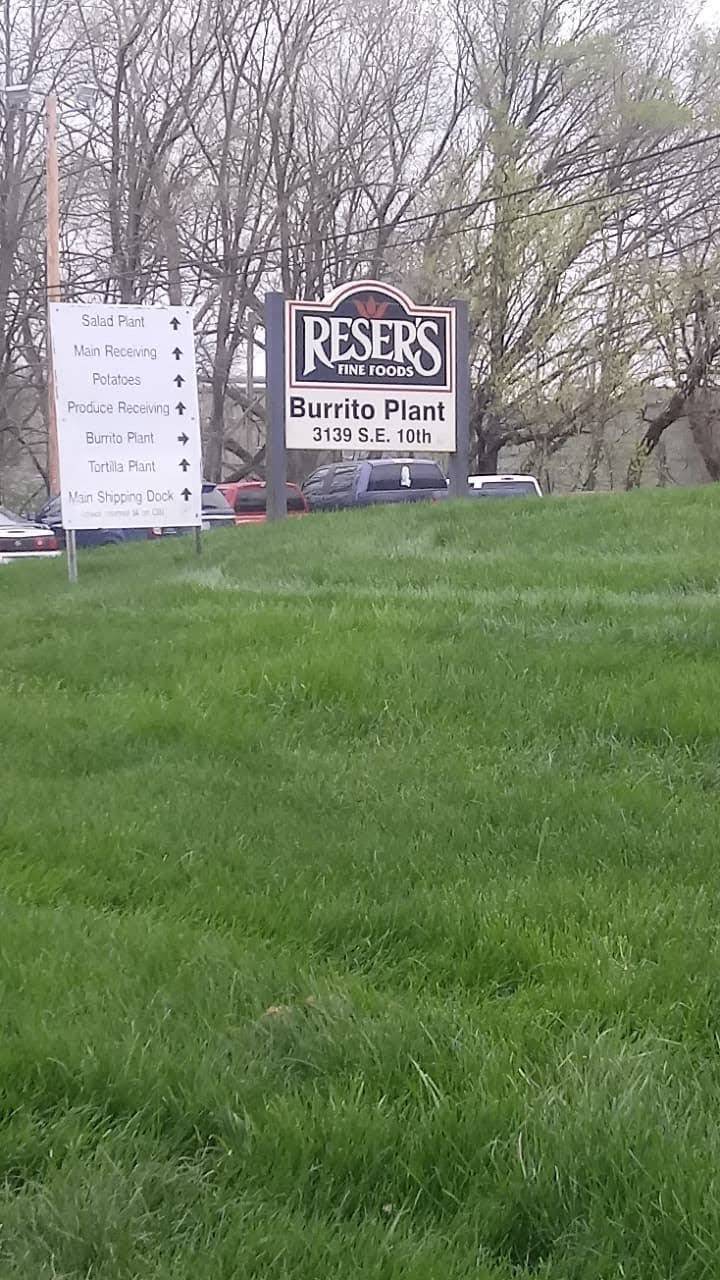 Salad Plant ↑
Main Receiving ↑
Potatoes ↑
Produce Receiving ↑
Burrito Plant →
Tortilla Plant ↑
Main Shipping Dock ↑
RESER'S
FINE FOODS
Burrito Plant
3139 S.E. 10th